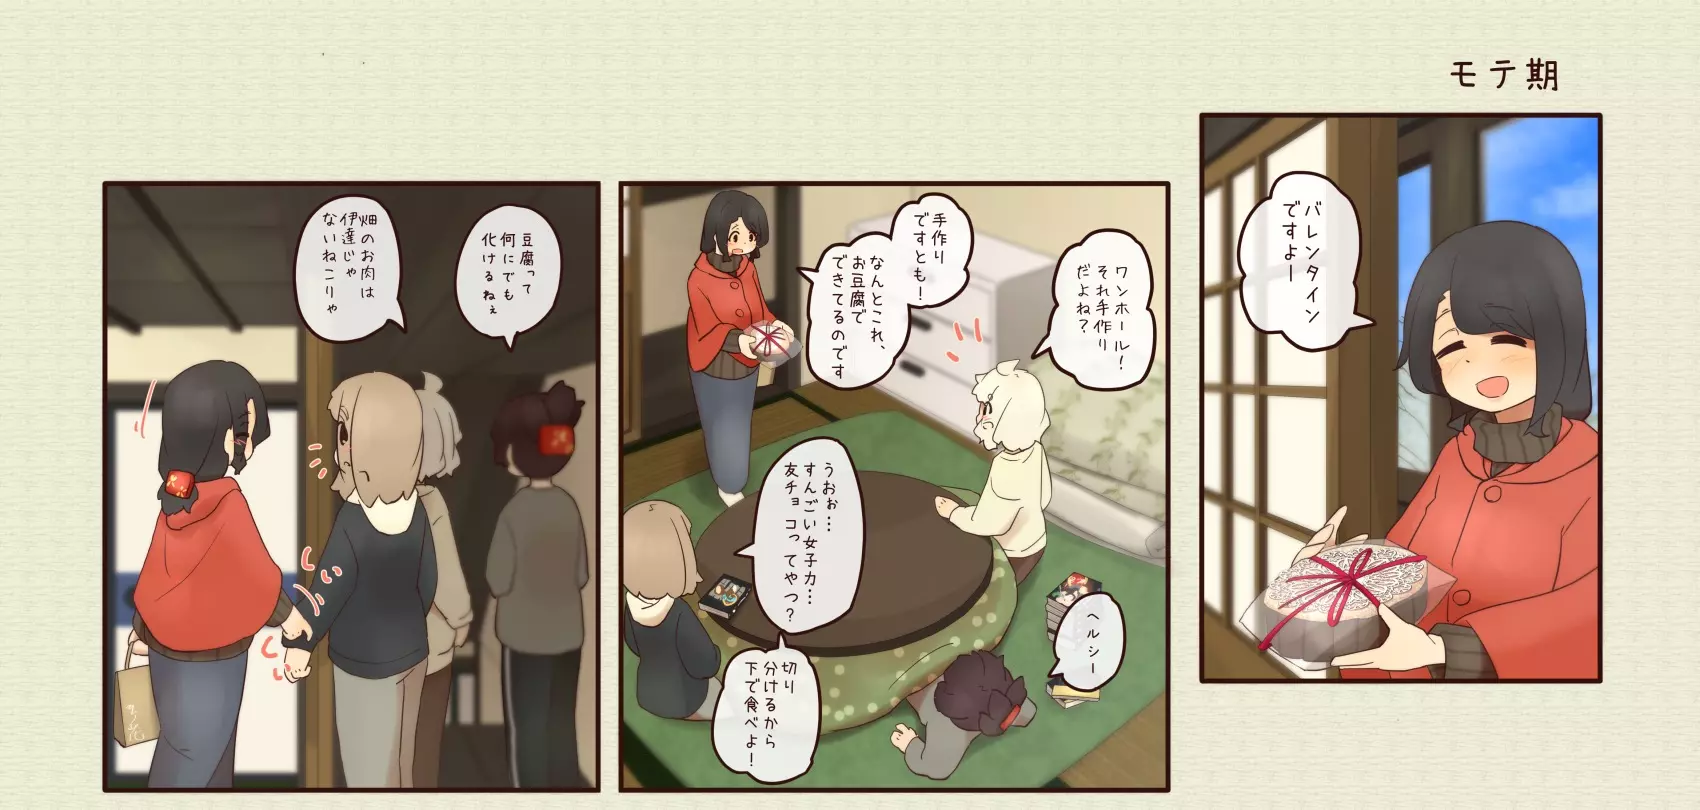 モテ期
バレンタイン
ですよー
ワンホール!
それ手作り
だよね?
手作り
ですとも!
なんとこれ、
お豆腐で
できてるのです
うおぉ…
すんごい女子力…
友チョコってやつ?
ヘルシー
切り
分けるから
下で食べよ!
豆腐って
何にでも
化けるねぇ
畑のお肉は
伊達じゃ
ないねこりゃ